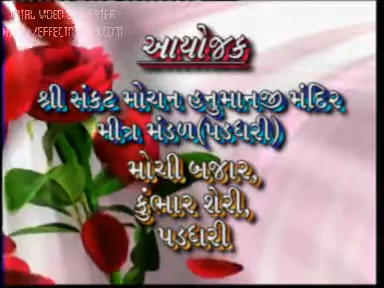 આયોજક
શ્રી સંકટ મોચન હનુમાનજી મંદિર
મીત્ર મંડળ(પડધરી)
મોચી બજાર,
કુંભાર શેરી,
પડધરી